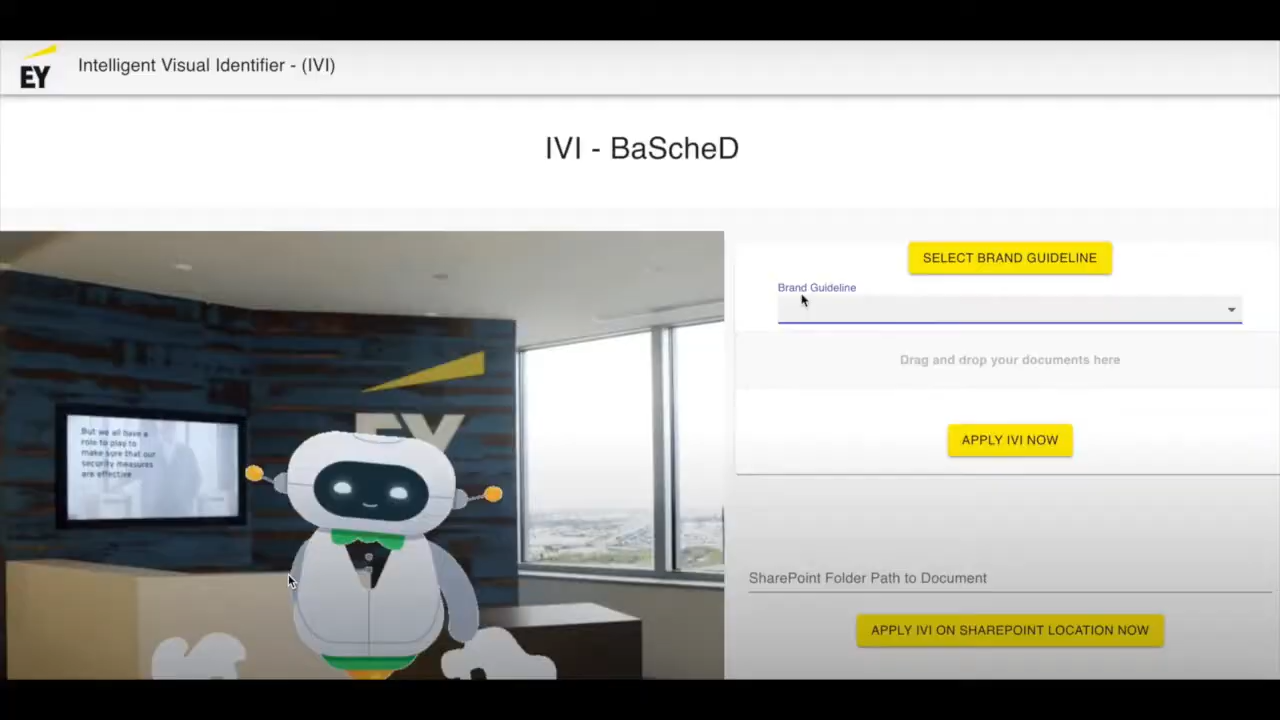 EY
Intelligent Visual Identifier - (IVI)
IVI - BaScheD
SELECT BRAND GUIDELINE
Brand Guideline
Drag and drop your documents here
APPLY IVI NOW
SharePoint Folder Path to Document
APPLY IVI ON SHAREPOINT LOCATION NOW
EY
But we all have a
role to play to
make sure that our
security measures
are effective